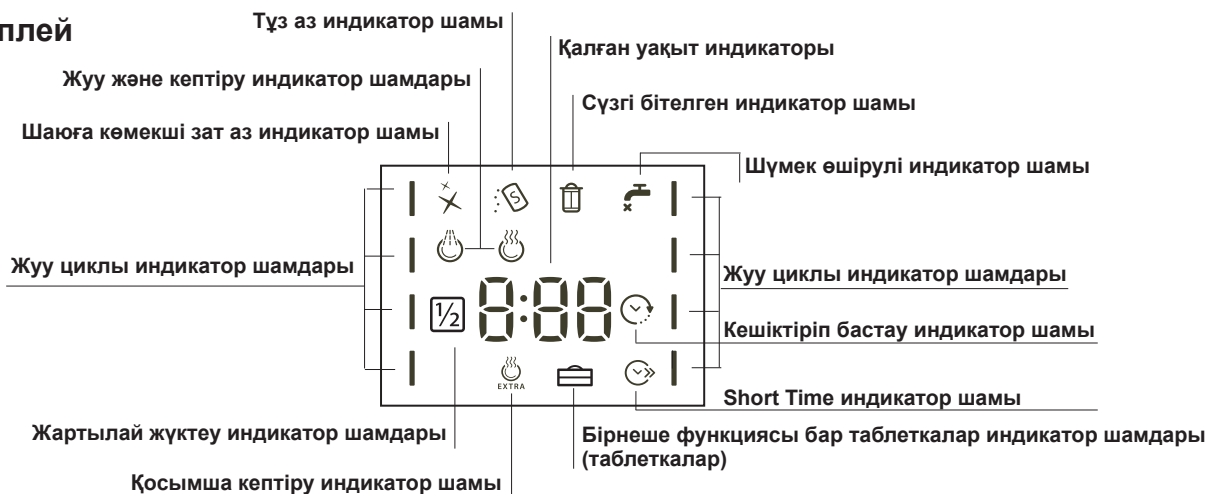 плей
Тұз аз индикатор шамы
Қалған уақыт индикаторы
Жуу және кептіру индикатор шамдары
Сүзгі бітелген индикатор шамы
Шаюға көмекші зат аз индикатор шамы
Шүмек өшірулі индикатор шамы
S
Жуу циклы индикатор шамдары
Жуу циклы индикатор шамдары
1/2
8:88
Кешіктіріп бастау индикатор шамы
EXTRA
Short Time индикатор шамы
Жартылай жүктеу индикатор шамдары
Бірнеше функциясы бар таблеткалар индикатор шамдары
(таблеткалар)
Қосымша кептіру индикатор шамы